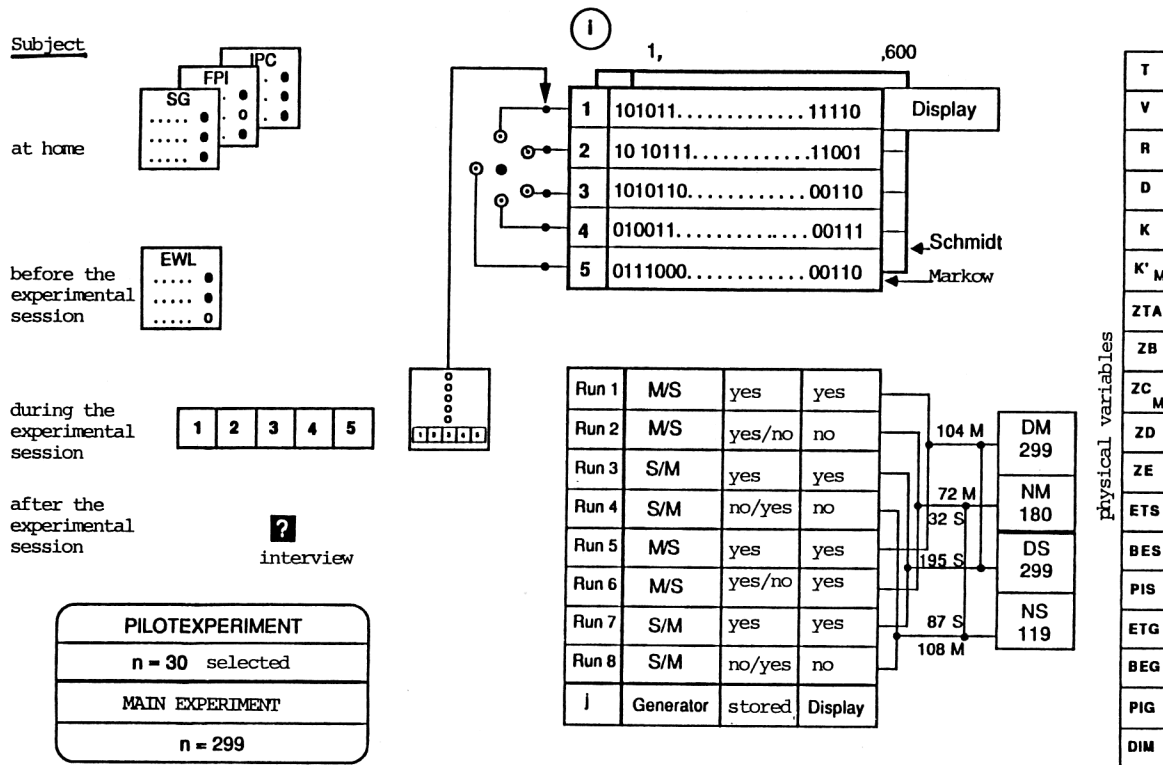 Subject
IPC
FPI
SG
at home
EWL
before the
experimental
session
during the
experimental
session
1 2 3 4 5
1 2 3 4 5
after the
experimental
session
?
interview
PILOTEXPERIMENT
n = 30 selected
MAIN EXPERIMENT
n = 299
i
1, ,600
1 101011.............11110 Display
2 10 10111............11001
3 1010110............00110
4 010011..............00111
5 0111000............00110
Schmidt
Markow
Run 1 M/S yes yes
Run 2 M/S yes/no no
Run 3 S/M yes yes
Run 4 S/M no/yes no
Run 5 M/S yes yes
Run 6 M/S yes/no yes
Run 7 S/M yes yes
Run 8 S/M no/yes no
j Generator stored Display
104 M
72 M
32 S
195 S
87 S
108 M
DM
299
NM
180
DS
299
NS
119
physical variables
T
V
R
D
K
K' M
ZTA
ZB
ZC M
ZD
ZE
ETS
BES
PIS
ETG
BEG
PIG
DIM